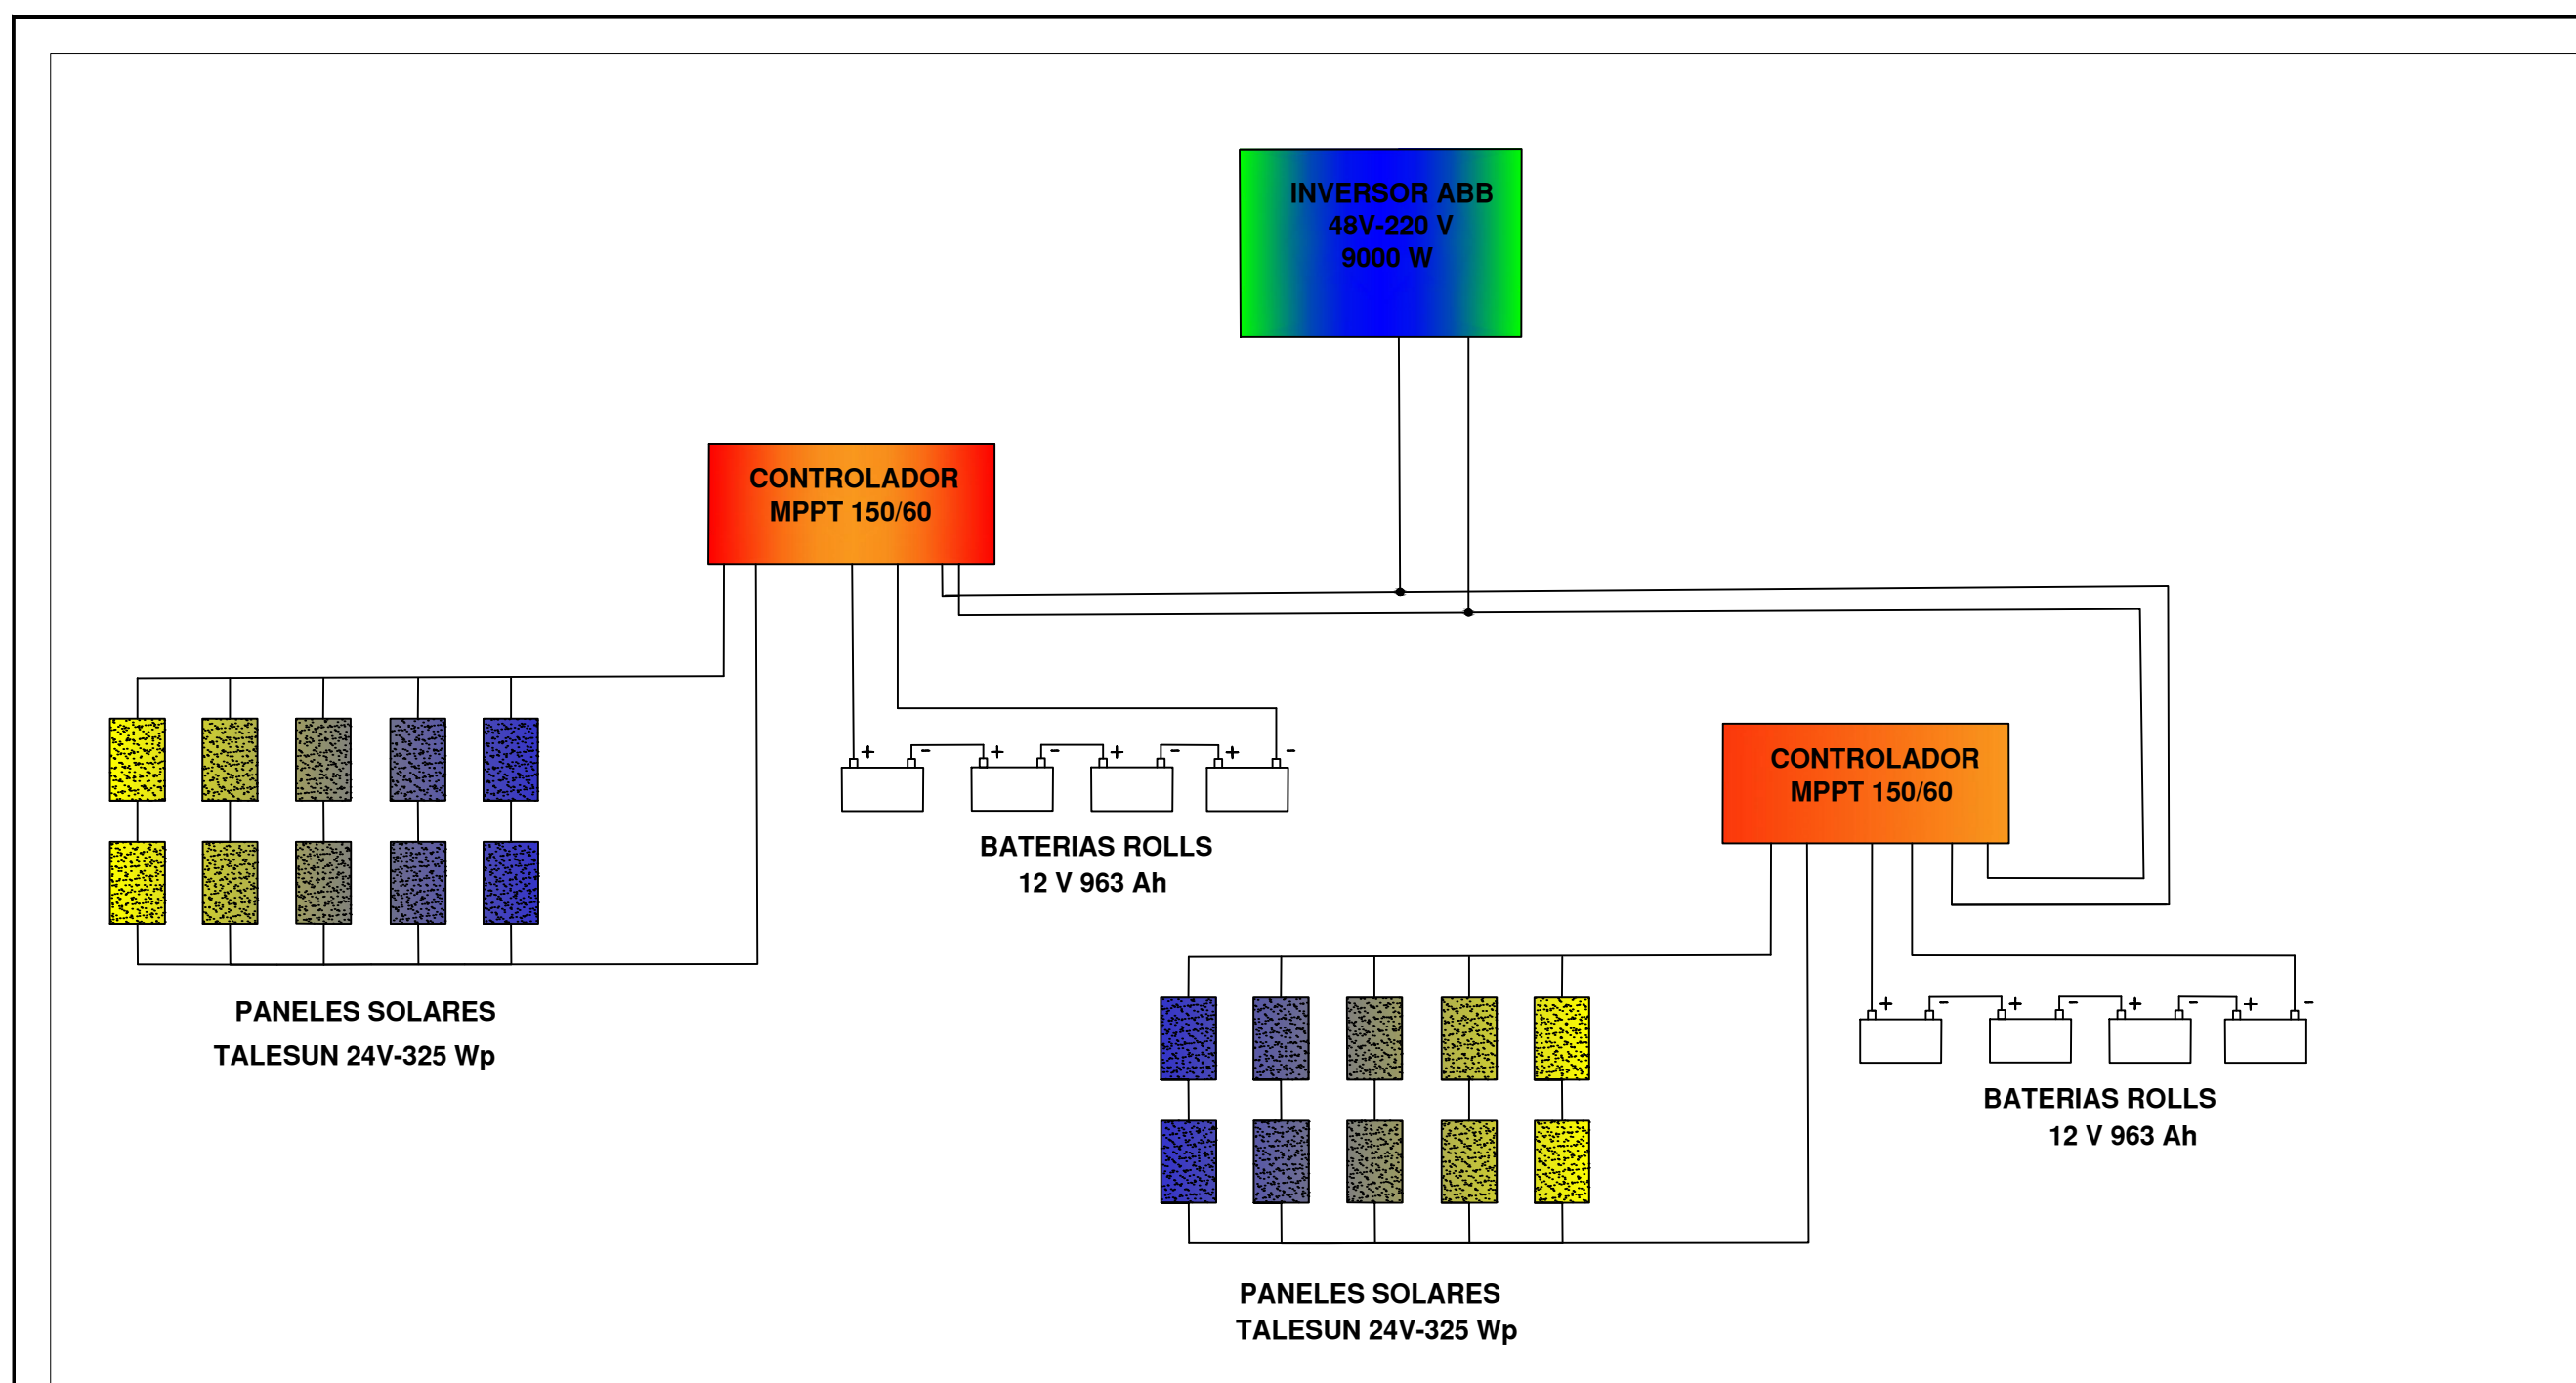 INVERSOR ABB
48V-220 V
9000 W
CONTROLADOR
MPPT 150/60
+ - + - + - + -
BATERIAS ROLLS
12 V 963 Ah
PANELES SOLARES
TALESUN 24V-325 Wp
CONTROLADOR
MPPT 150/60
+ - + - + - + -
BATERIAS ROLLS
12 V 963 Ah
PANELES SOLARES
TALESUN 24V-325 Wp